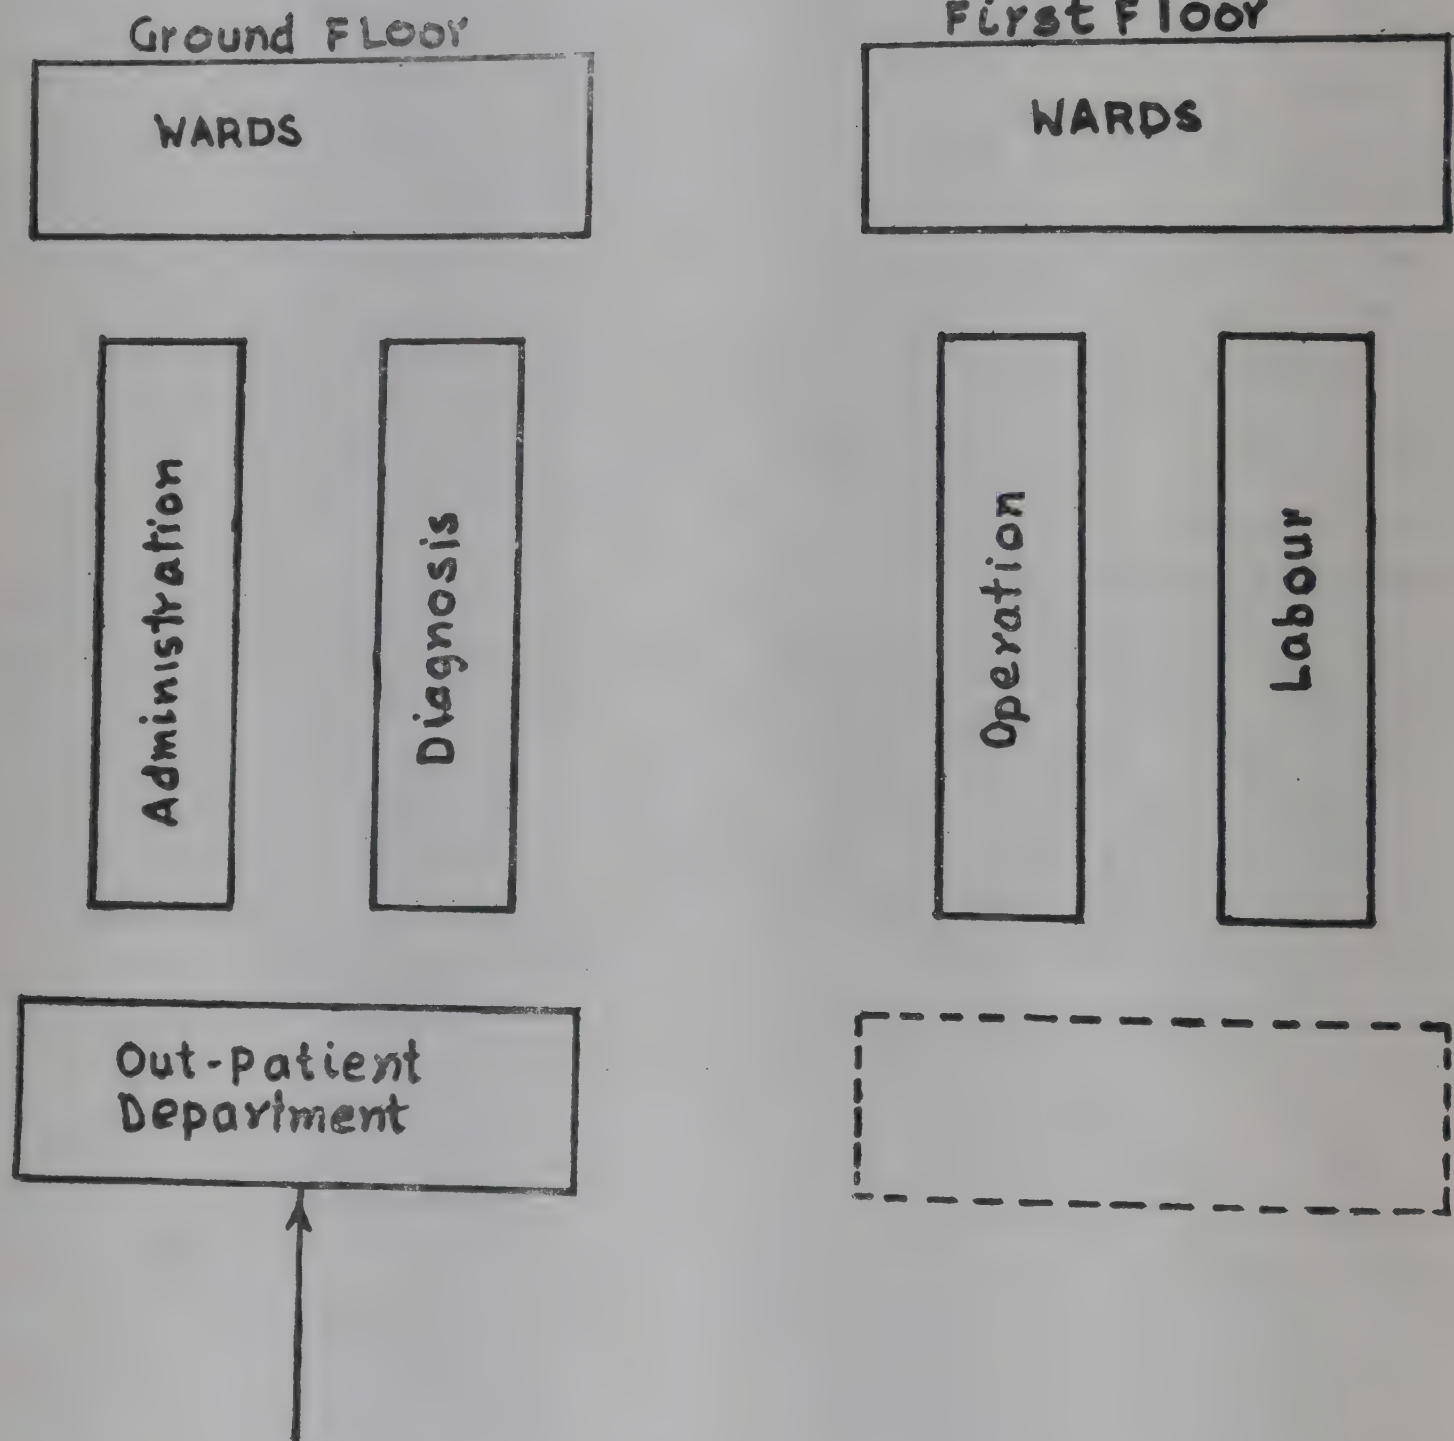 Ground FLoor
WARDS
Administration
Diagnosis
Out-patient
Department
First Floor
WARDS
Operation
Labour